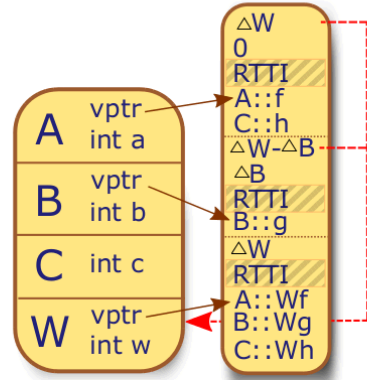 A
vptr
int a
B
vptr
int b
C
int c
W
vptr
int w
△W
0
RTTI
A::f
C::h
△W-△B
△B
RTTI
B::g
△W
RTTI
A::Wf
B::Wg
C::Wh